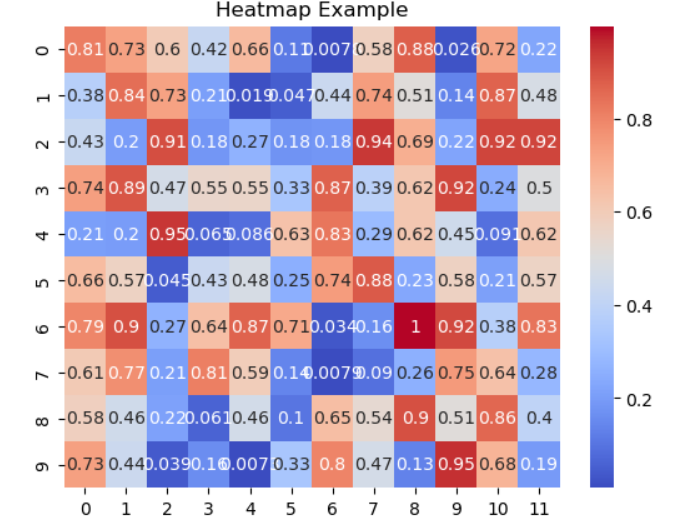 Heatmap Example
0 0.81 0.73 0.6 0.42 0.66 0.11 0.007 0.58 0.88 0.026 0.72 0.22
1 0.38 0.84 0.73 0.21 0.019 0.047 0.44 0.74 0.51 0.14 0.87 0.48
0.8
2 0.43 0.2 0.91 0.18 0.27 0.18 0.18 0.94 0.69 0.22 0.92 0.92
3 0.74 0.89 0.47 0.55 0.55 0.33 0.87 0.39 0.62 0.92 0.24 0.5
0.6
4 0.21 0.2 0.95 0.065 0.086 0.63 0.83 0.29 0.62 0.45 0.091 0.62
5 0.66 0.57 0.045 0.43 0.48 0.25 0.74 0.88 0.23 0.58 0.21 0.57
0.4
6 0.79 0.9 0.27 0.64 0.87 0.71 0.034 0.16 1 0.92 0.38 0.83
7 0.61 0.77 0.21 0.81 0.59 0.14 0.0079 0.09 0.26 0.75 0.64 0.28
0.2
8 0.58 0.46 0.22 0.061 0.46 0.1 0.65 0.54 0.9 0.51 0.86 0.4
9 0.73 0.44 0.039 0.16 0.007 0.33 0.8 0.47 0.13 0.95 0.68 0.19
0 1 2 3 4 5 6 7 8 9 10 11